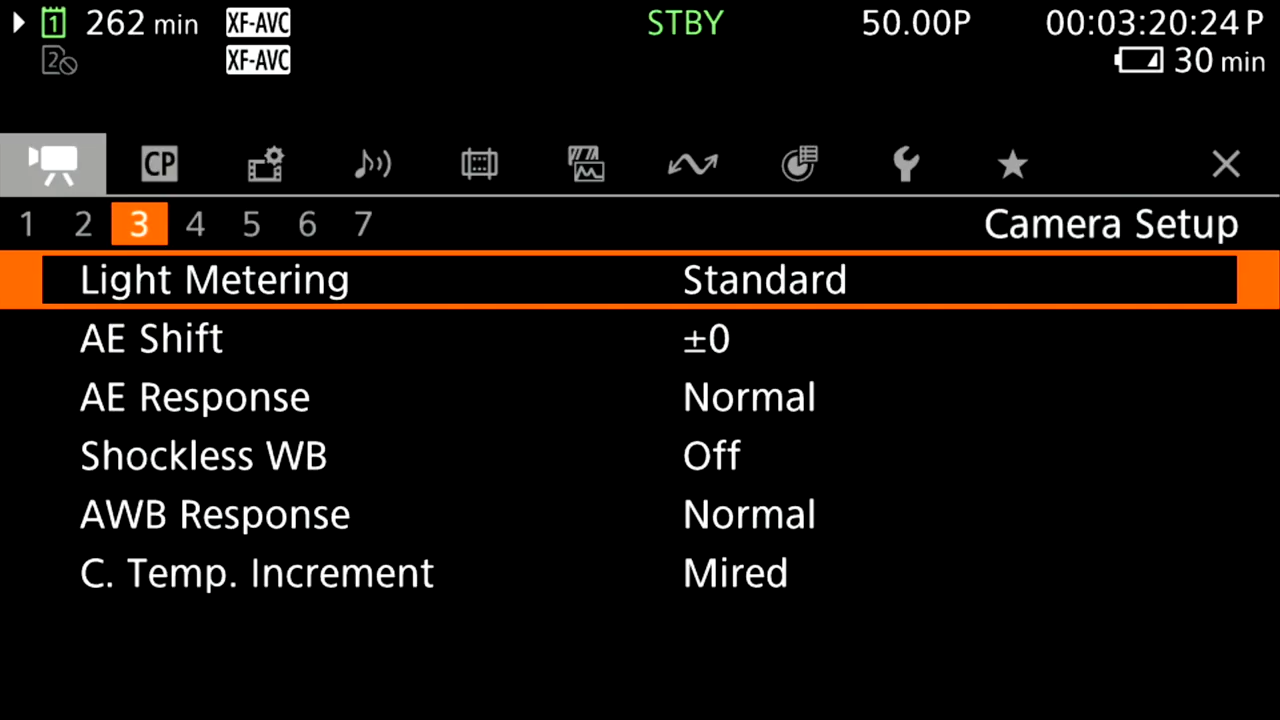 1 262 min XF-AVC STBY 50.00P 00:03:20:24 P
2 XF-AVC 30 min
CP
1 2 3 4 5 6 7 Camera Setup
Light Metering Standard
AE Shift ±0
AE Response Normal
Shockless WB Off
AWB Response Normal
C. Temp. Increment Mired